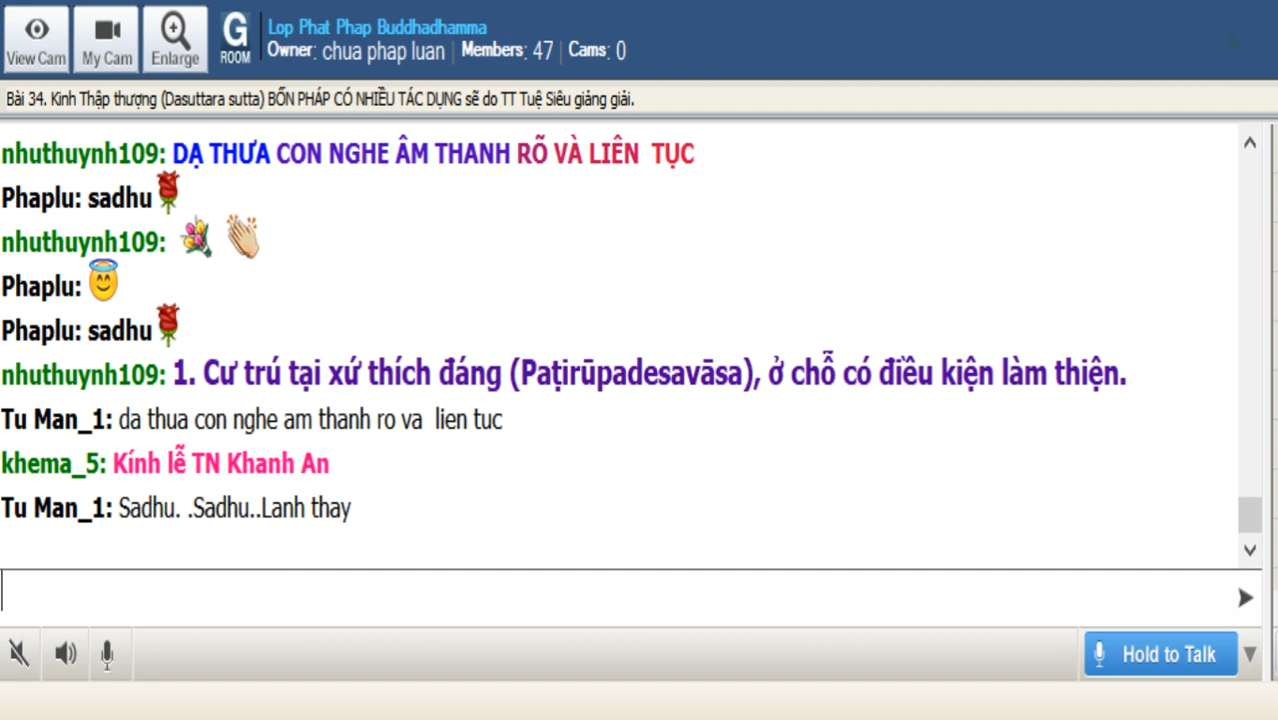 Lop Phat Phap Buddhadhamma
View Cam My Cam Enlarge G ROOM Owner: chua phap luan | Members: 47 | Cams: 0
Bài 34. Kinh Thập thượng (Dasuttara sutta) BỐN PHÁP CÓ NHIỀU TÁC DỤNG sẽ do TT Tuệ Siêu giảng giải.
nhuthuynh109: DẠ THƯA CON NGHE ÂM THANH RÕ VÀ LIÊN TỤC
Phaplu: sadhu
nhuthuynh109:
Phaplu:
Phaplu: sadhu
nhuthuynh109: 1. Cư trú tại xứ thích đáng (Paṭirūpadesavāsa), ở chỗ có điều kiện làm thiện.
Tu Man_1: da thua con nghe am thanh ro va lien tuc
khema_5: Kính lễ TN Khanh An
Tu Man_1: Sadhu. .Sadhu..Lanh thay
Hold to Talk